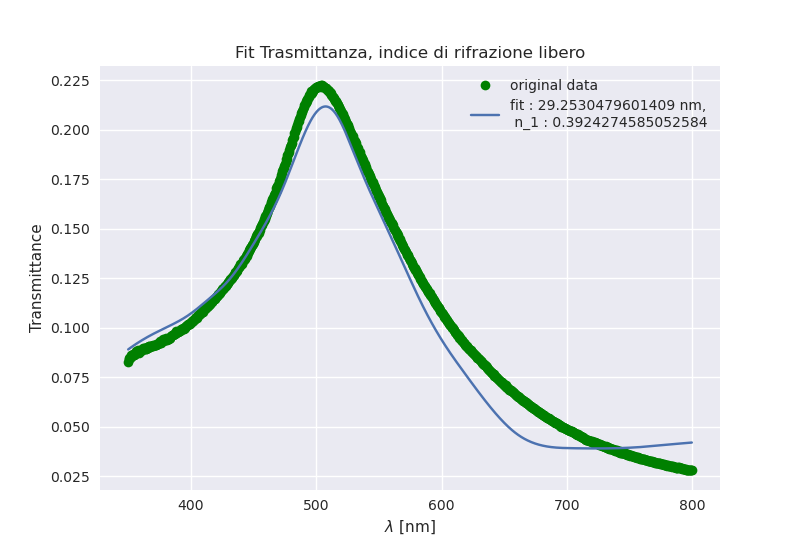 Fit Trasmittanza, indice di rifrazione libero
original data
fit : 29.2530479601409 nm,
n_1 : 0.3924274585052584
Transmittance
0.225
0.200
0.175
0.150
0.125
0.100
0.075
0.050
0.025
400 500 600 700 800
λ [nm]